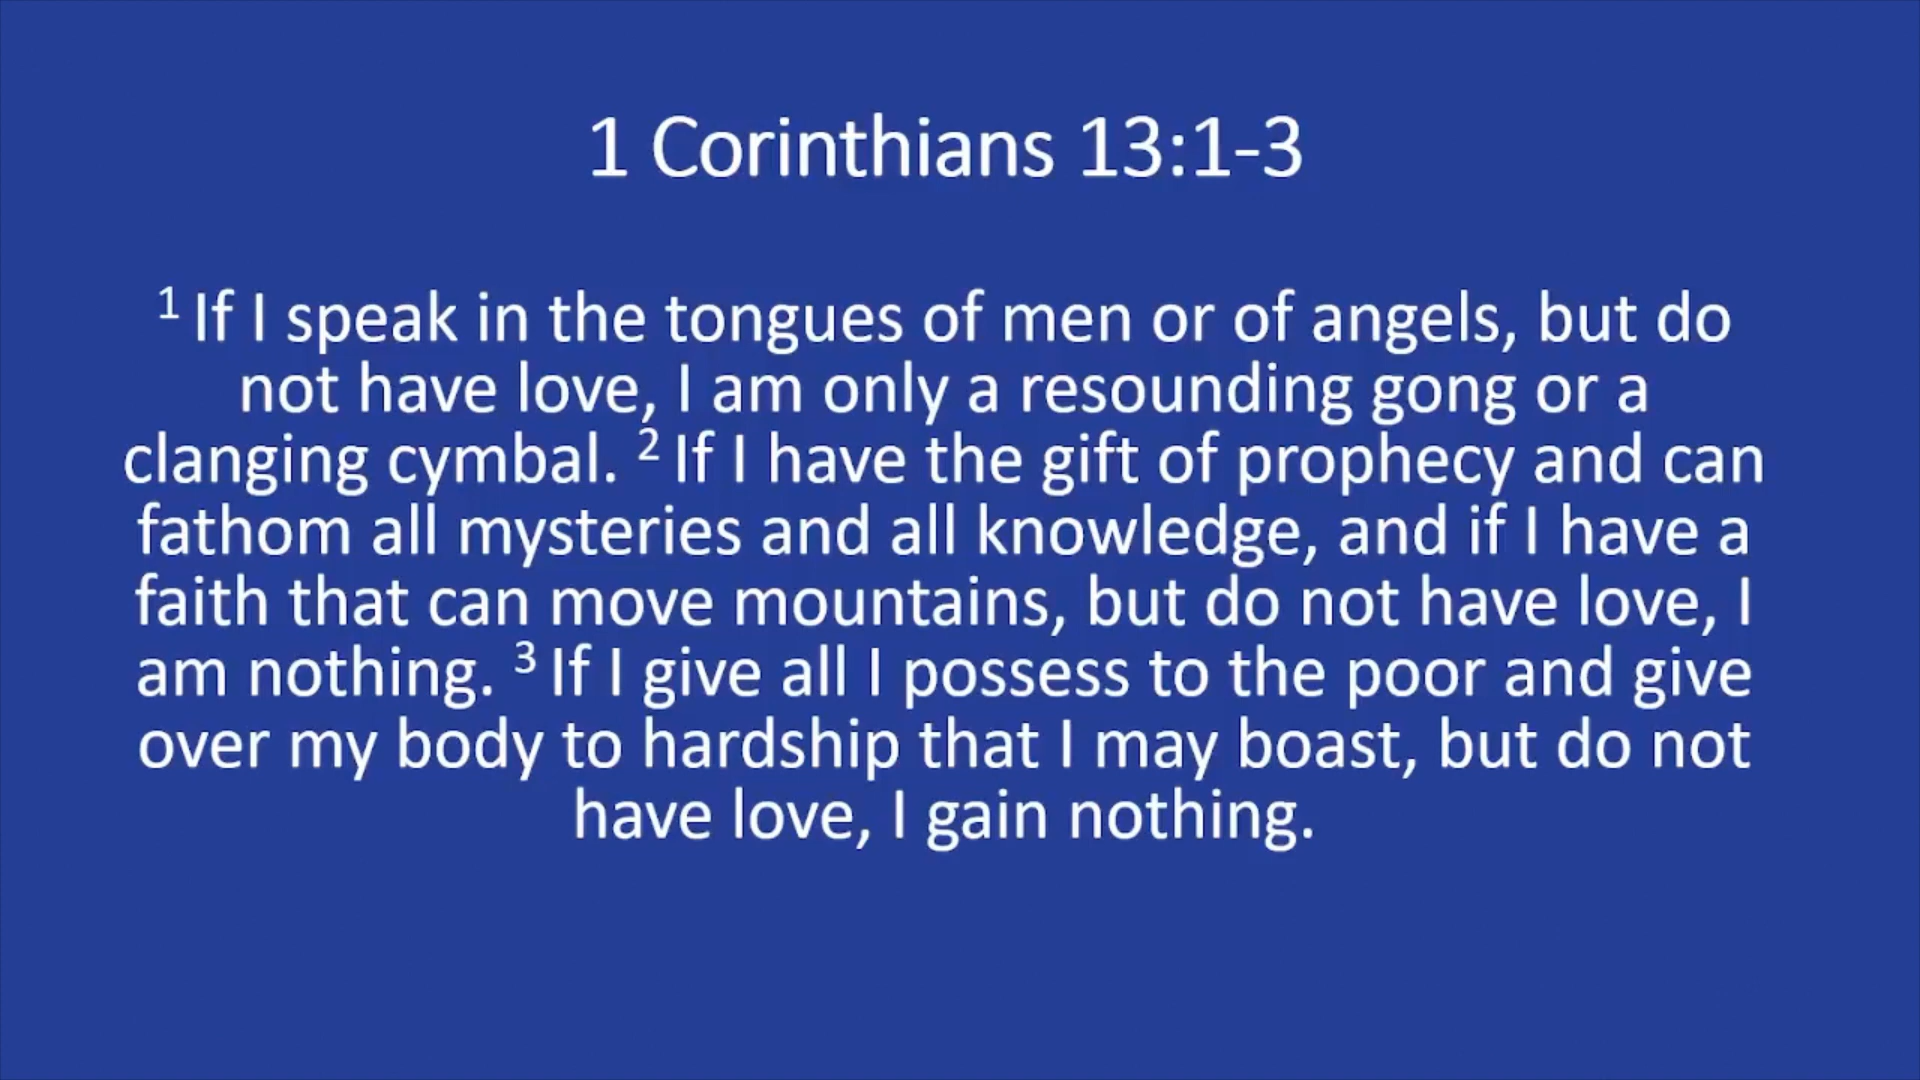 1 Corinthians 13:1-3
¹ If I speak in the tongues of men or of angels, but do
not have love, I am only a resounding gong or a
clanging cymbal. ² If I have the gift of prophecy and can
fathom all mysteries and all knowledge, and if I have a
faith that can move mountains, but do not have love, I
am nothing. ³ If I give all I possess to the poor and give
over my body to hardship that I may boast, but do not
have love, I gain nothing.